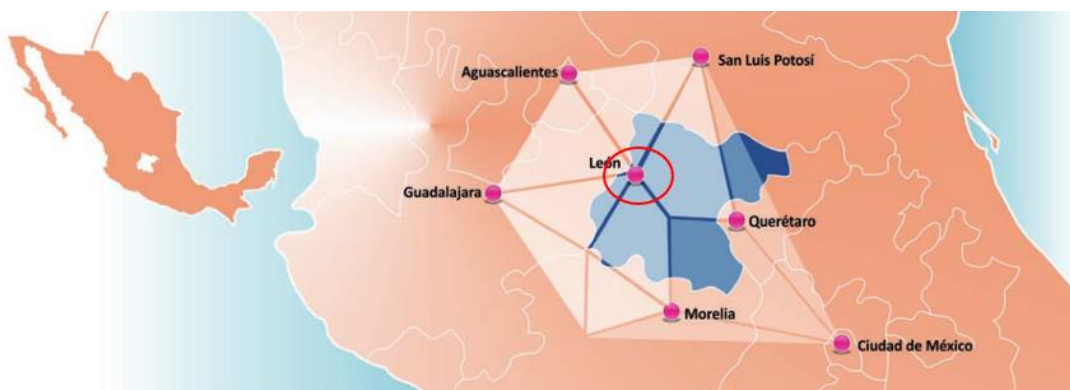 San Luis Potosí
Aguascalientes
León
Guadalajara
Querétaro
Morelia
Ciudad de México